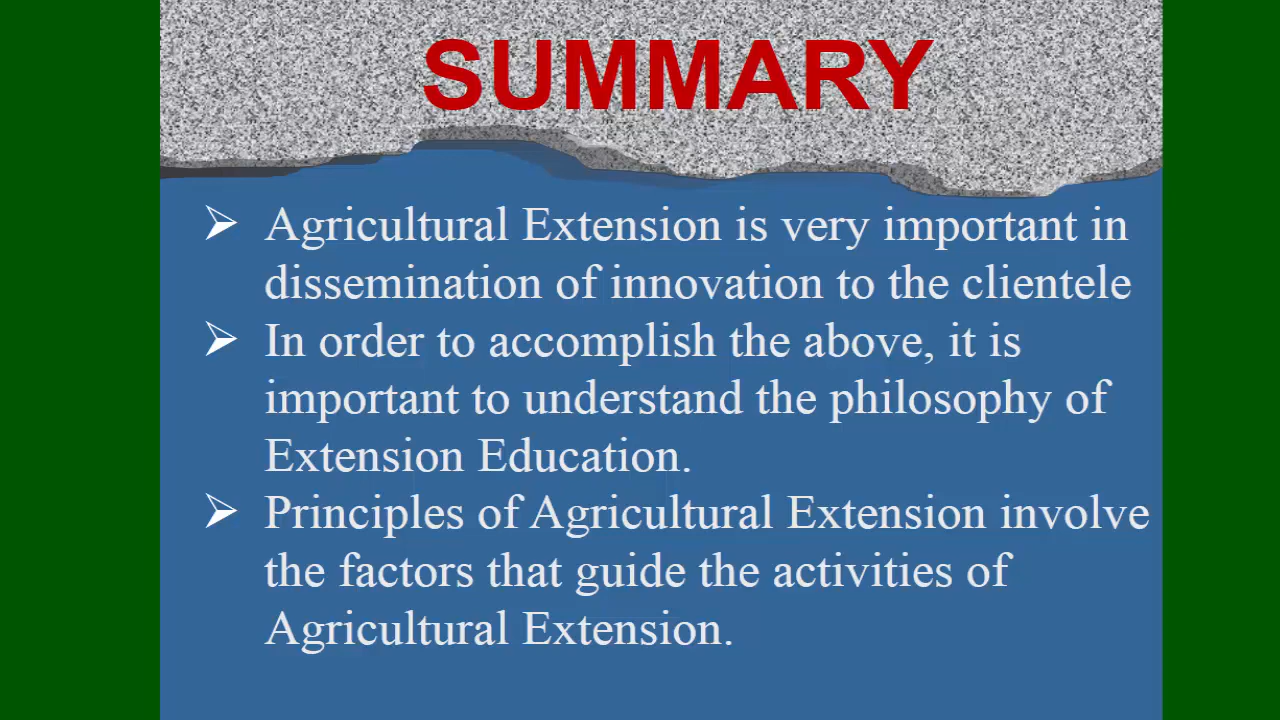 SUMMARY
Agricultural Extension is very important in
dissemination of innovation to the clientele
In order to accomplish the above, it is
important to understand the philosophy of
Extension Education.
Principles of Agricultural Extension involve
the factors that guide the activities of
Agricultural Extension.